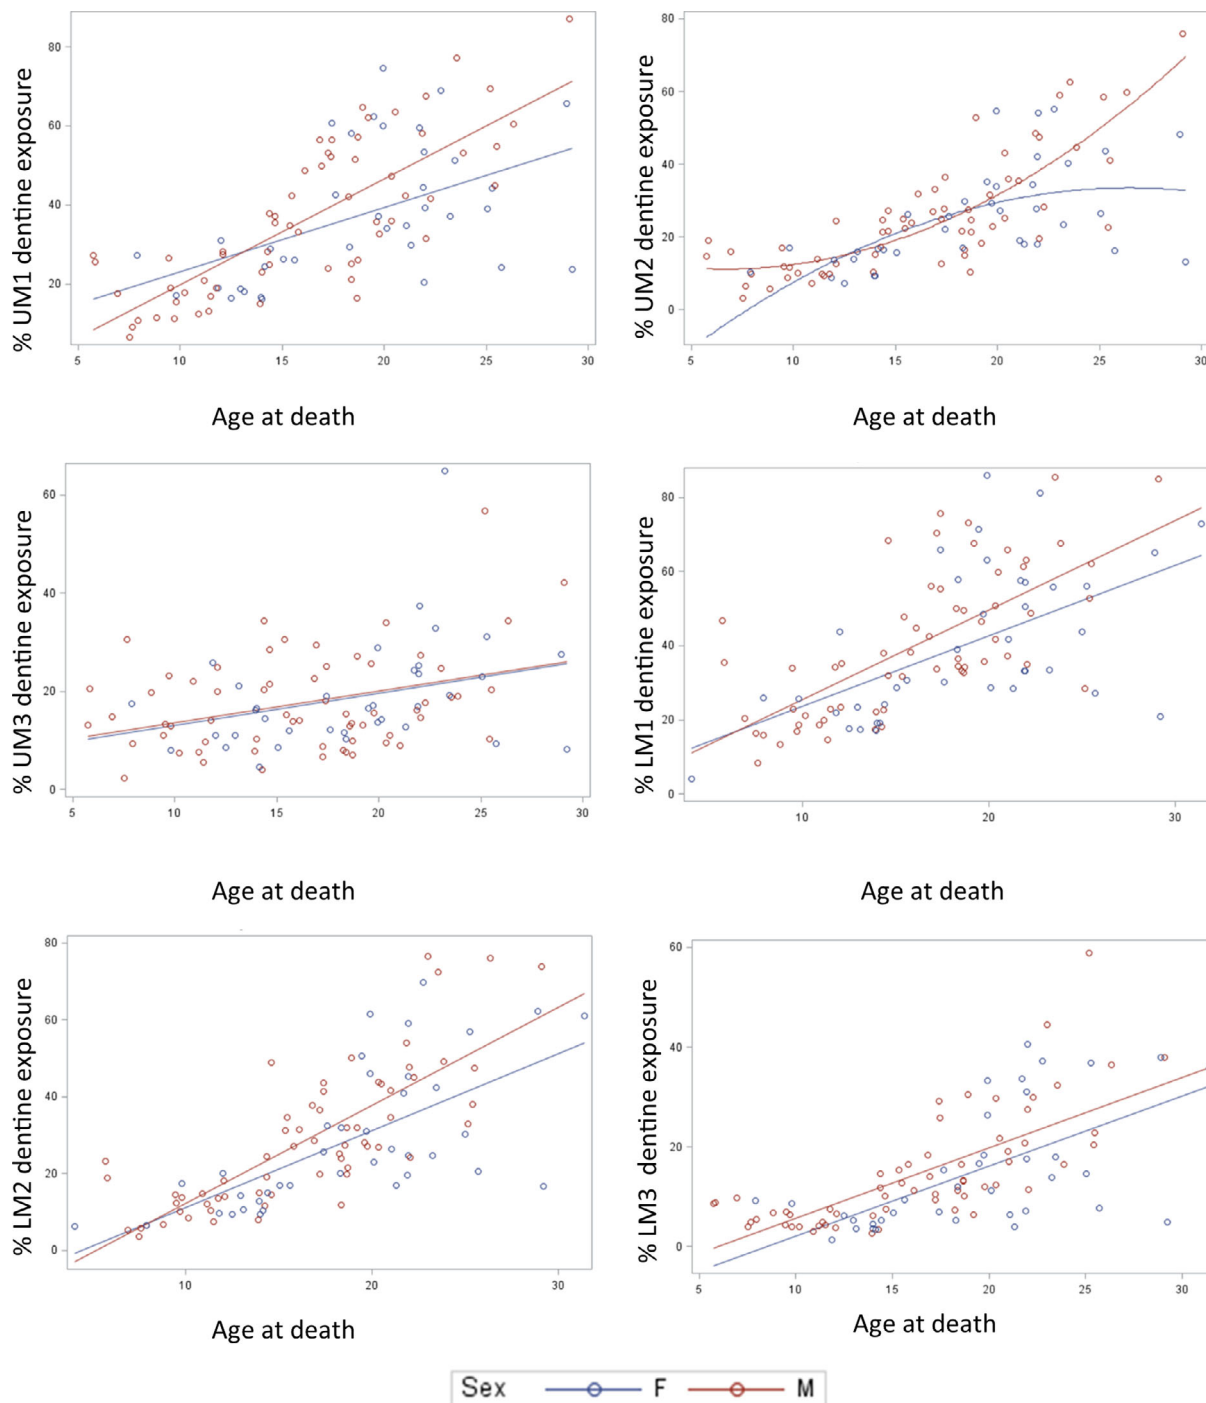 % UM1 dentine exposure
80
60
40
20
5 10 15 20 25 30
Age at death
% UM2 dentine exposure
80
60
40
20
0
5 10 15 20 25 30
Age at death
% UM3 dentine exposure
60
40
20
0
5 10 15 20 25 30
Age at death
% LM1 dentine exposure
80
60
40
20
0
10 20 30
Age at death
% LM2 dentine exposure
80
60
40
20
0
10 20 30
Age at death
% LM3 dentine exposure
60
40
20
0
5 10 15 20 25 30
Age at death
Sex F M